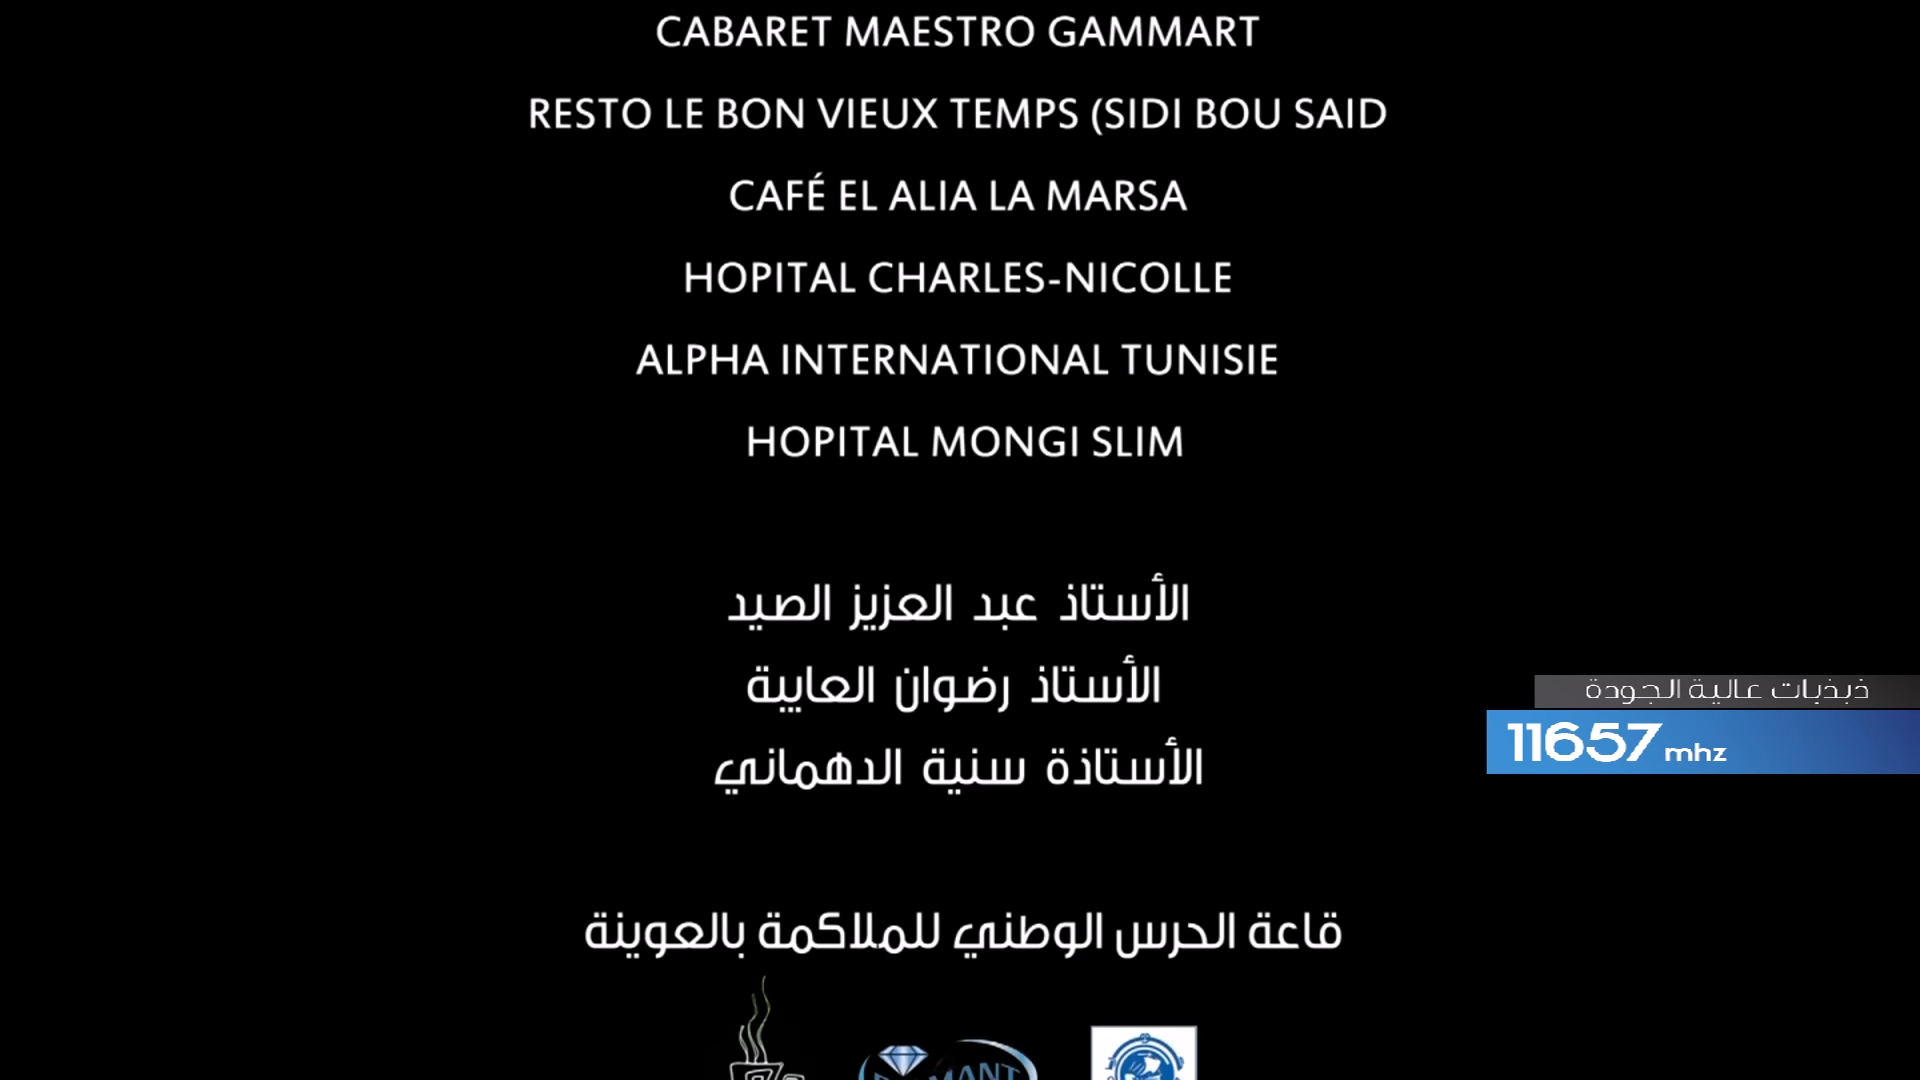 CABARET MAESTRO GAMMART
RESTO LE BON VIEUX TEMPS (SIDI BOU SAID
CAFÉ EL ALIA LA MARSA
HOPITAL CHARLES-NICOLLE
ALPHA INTERNATIONAL TUNISIE
HOPITAL MONGI SLIM
الأستاذ عبد العزيز الصيد
الأستاذ رضوان العايبة
الأستاذة سنية الدهماني
ذبذبات عالية الجودة
11657 mhz
قاعة الحرس الوطني للملاكمة بالعوينة